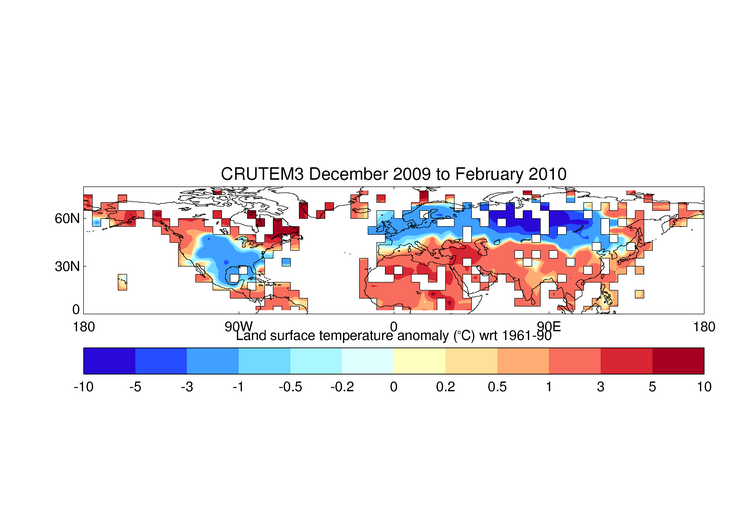 CRUTEM3 December 2009 to February 2010
60N
30N
0
180 90W 0 90E 180
Land surface temperature anomaly (°C) wrt 1961-90
-10 -5 -3 -1 -0.5 -0.2 0 0.2 0.5 1 3 5 10